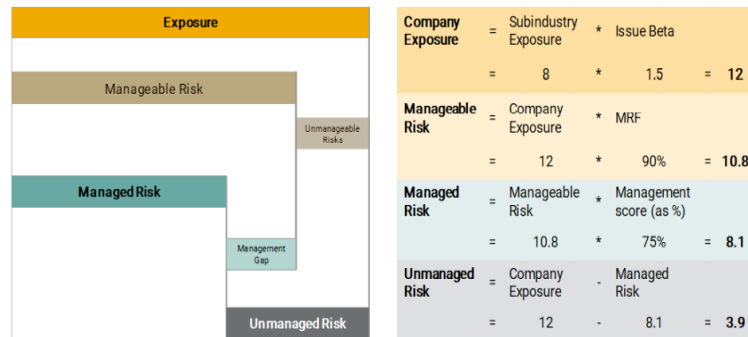 Exposure
Manageable Risk
Unmanageable
Risks
Managed Risk
Management
Gap
Unmanaged Risk
Company
Exposure = Subindustry
Exposure * Issue Beta
= 8 * 1.5 = 12
Manageable
Risk = Company
Exposure * MRF
= 12 * 90% = 10.8
Managed
Risk = Manageable
Risk * Management
score (as %)
= 10.8 * 75% = 8.1
Unmanaged
Risk = Company
Exposure - Managed
Risk
= 12 - 8.1 = 3.9